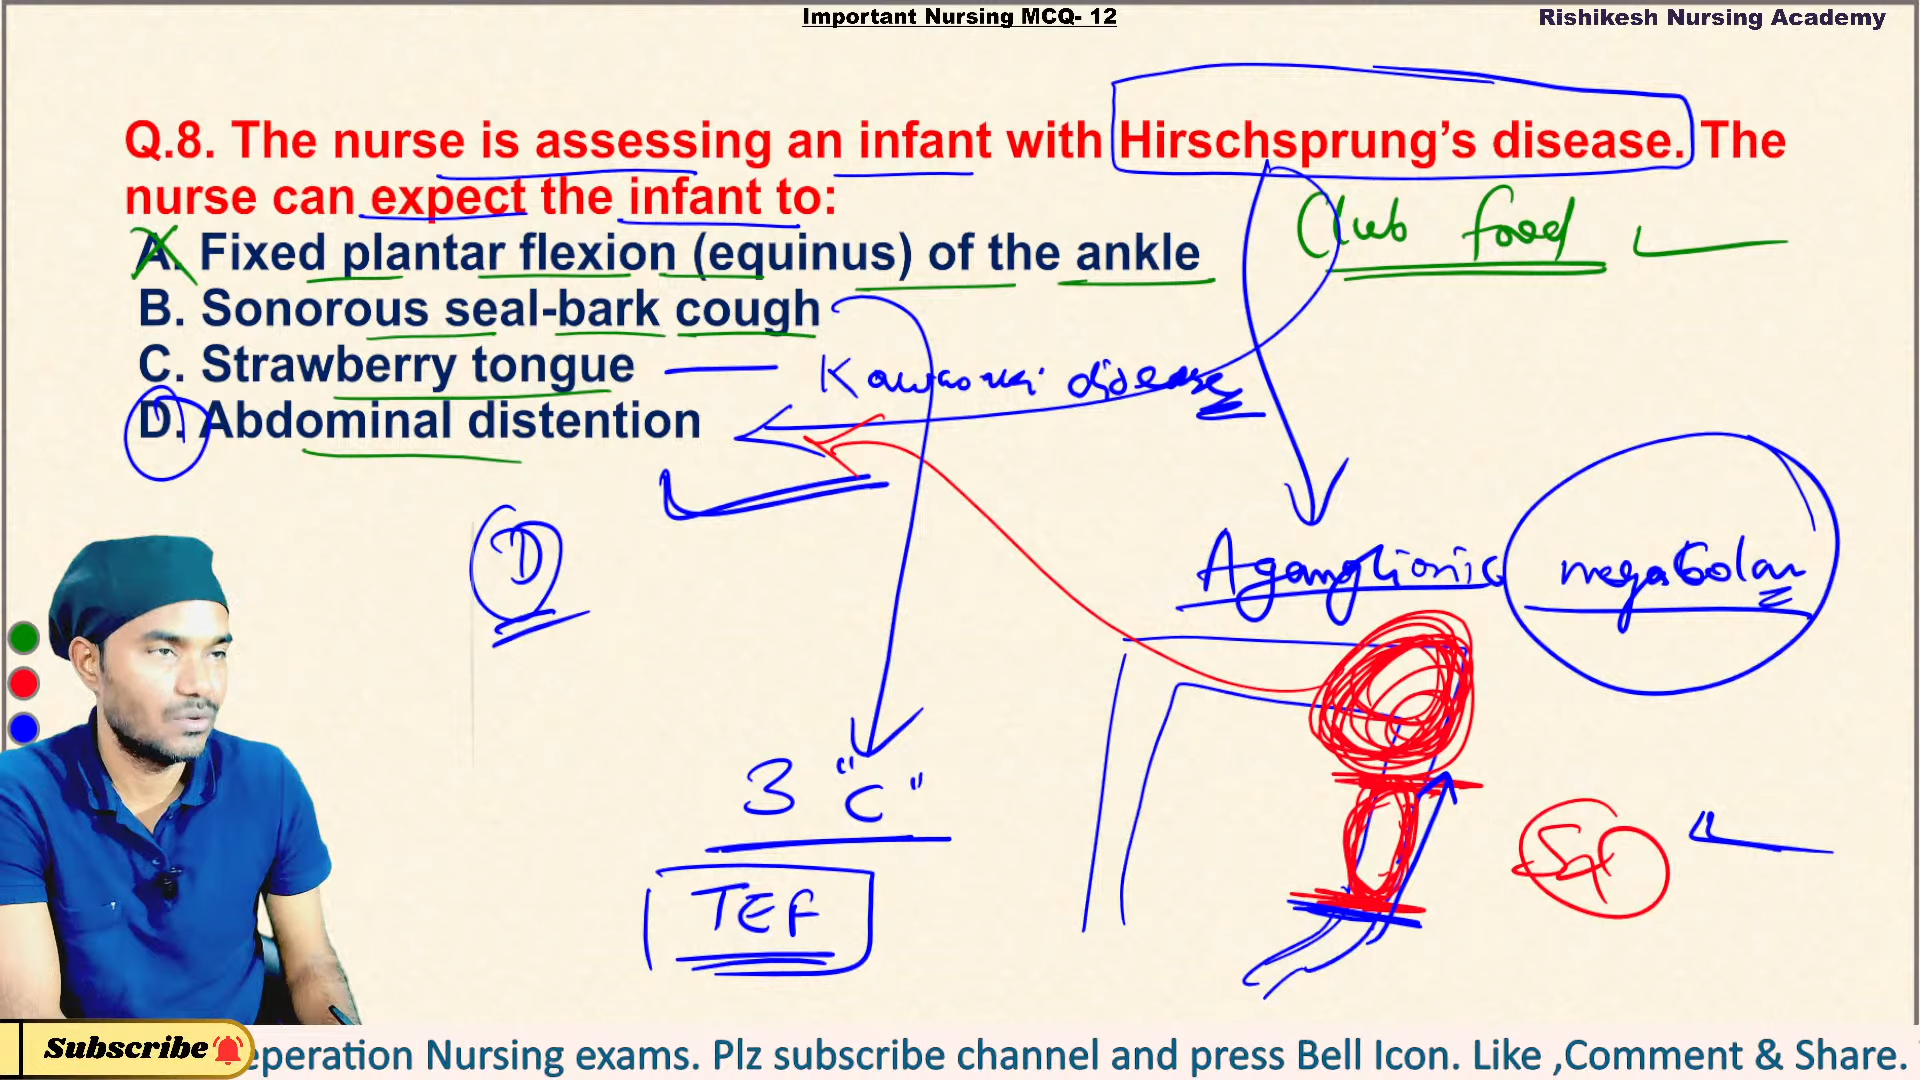 Important Nursing MCQ- 12
Rishikesh Nursing Academy
Q.8. The nurse is assessing an infant with Hirschsprung's disease. The
nurse can expect the infant to:
A. Fixed plantar flexion (equinus) of the ankle
Club food
B. Sonorous seal-bark cough
C. Strawberry tongue
Kawasaki disease
D. Abdominal distention
D
Aganglionic megacolan
3 "C"
TEF
Subscribe
eperation Nursing exams. Plz subscribe channel and press Bell Icon. Like ,Comment & Share.